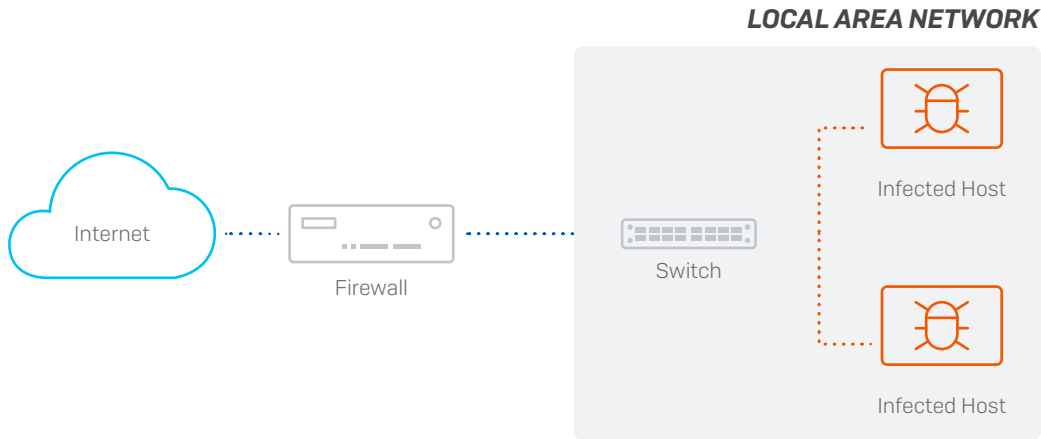 LOCAL AREA NETWORK
Infected Host
Internet
Switch
Firewall
Infected Host